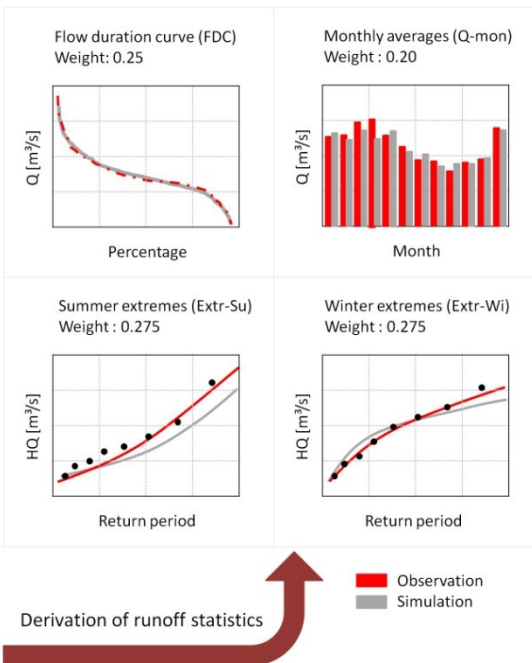 Flow duration curve (FDC)
Weight: 0.25
Q [m³/s]
Percentage
Monthly averages (Q-mon)
Weight : 0.20
Q [m³/s]
Month
Summer extremes (Extr-Su)
Weight: 0.275
HQ [m³/s]
Return period
Winter extremes (Extr-Wi)
Weight : 0.275
HQ [m³/s]
Return period
Observation
Simulation
Derivation of runoff statistics